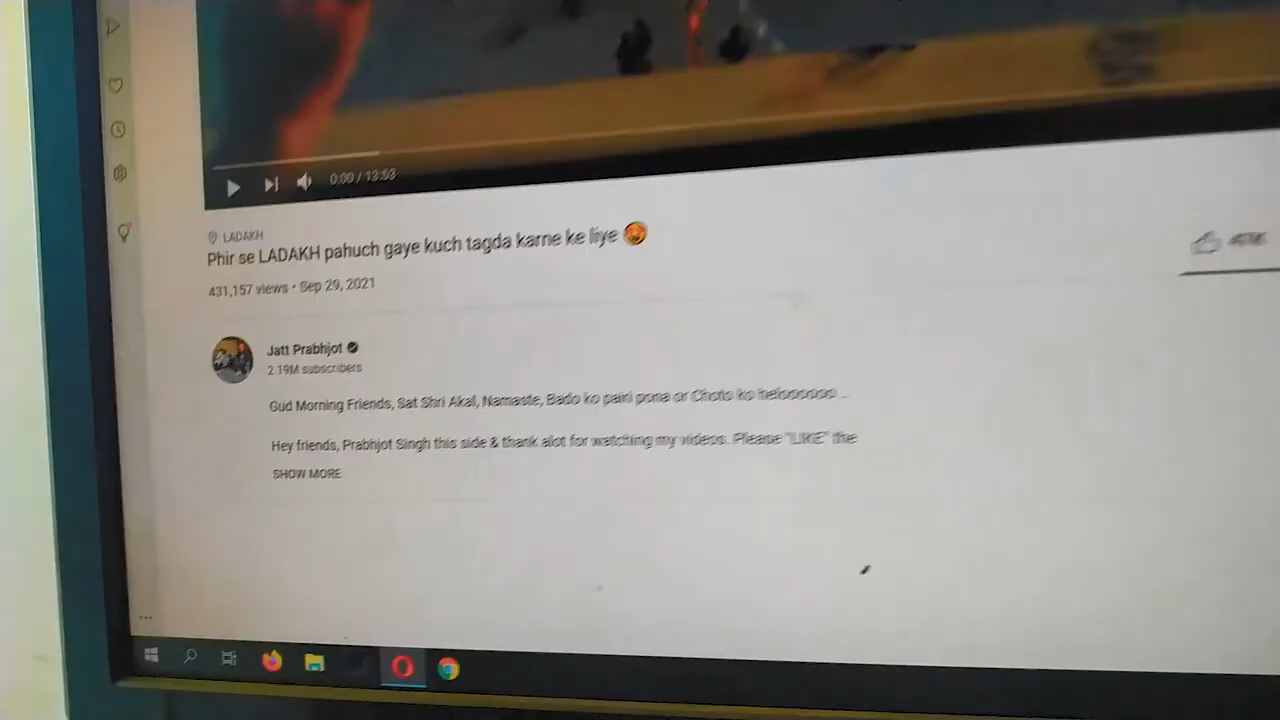 0:00 / 13:53
LADAKH
Phir se LADAKH pahuch gaye kuch tagda karne ke liye 🤩
431,157 views • Sep 29, 2021
Jatt Prabhjot
2.19M subscribers
Gud Morning Friends, Sat Shri Akal, Namaste, Bado ko pairi pona or Choto ko heloooooo ...
Hey friends, Prabhjot Singh this side & thank alot for watching my videos. Please "LIKE" the
SHOW MORE